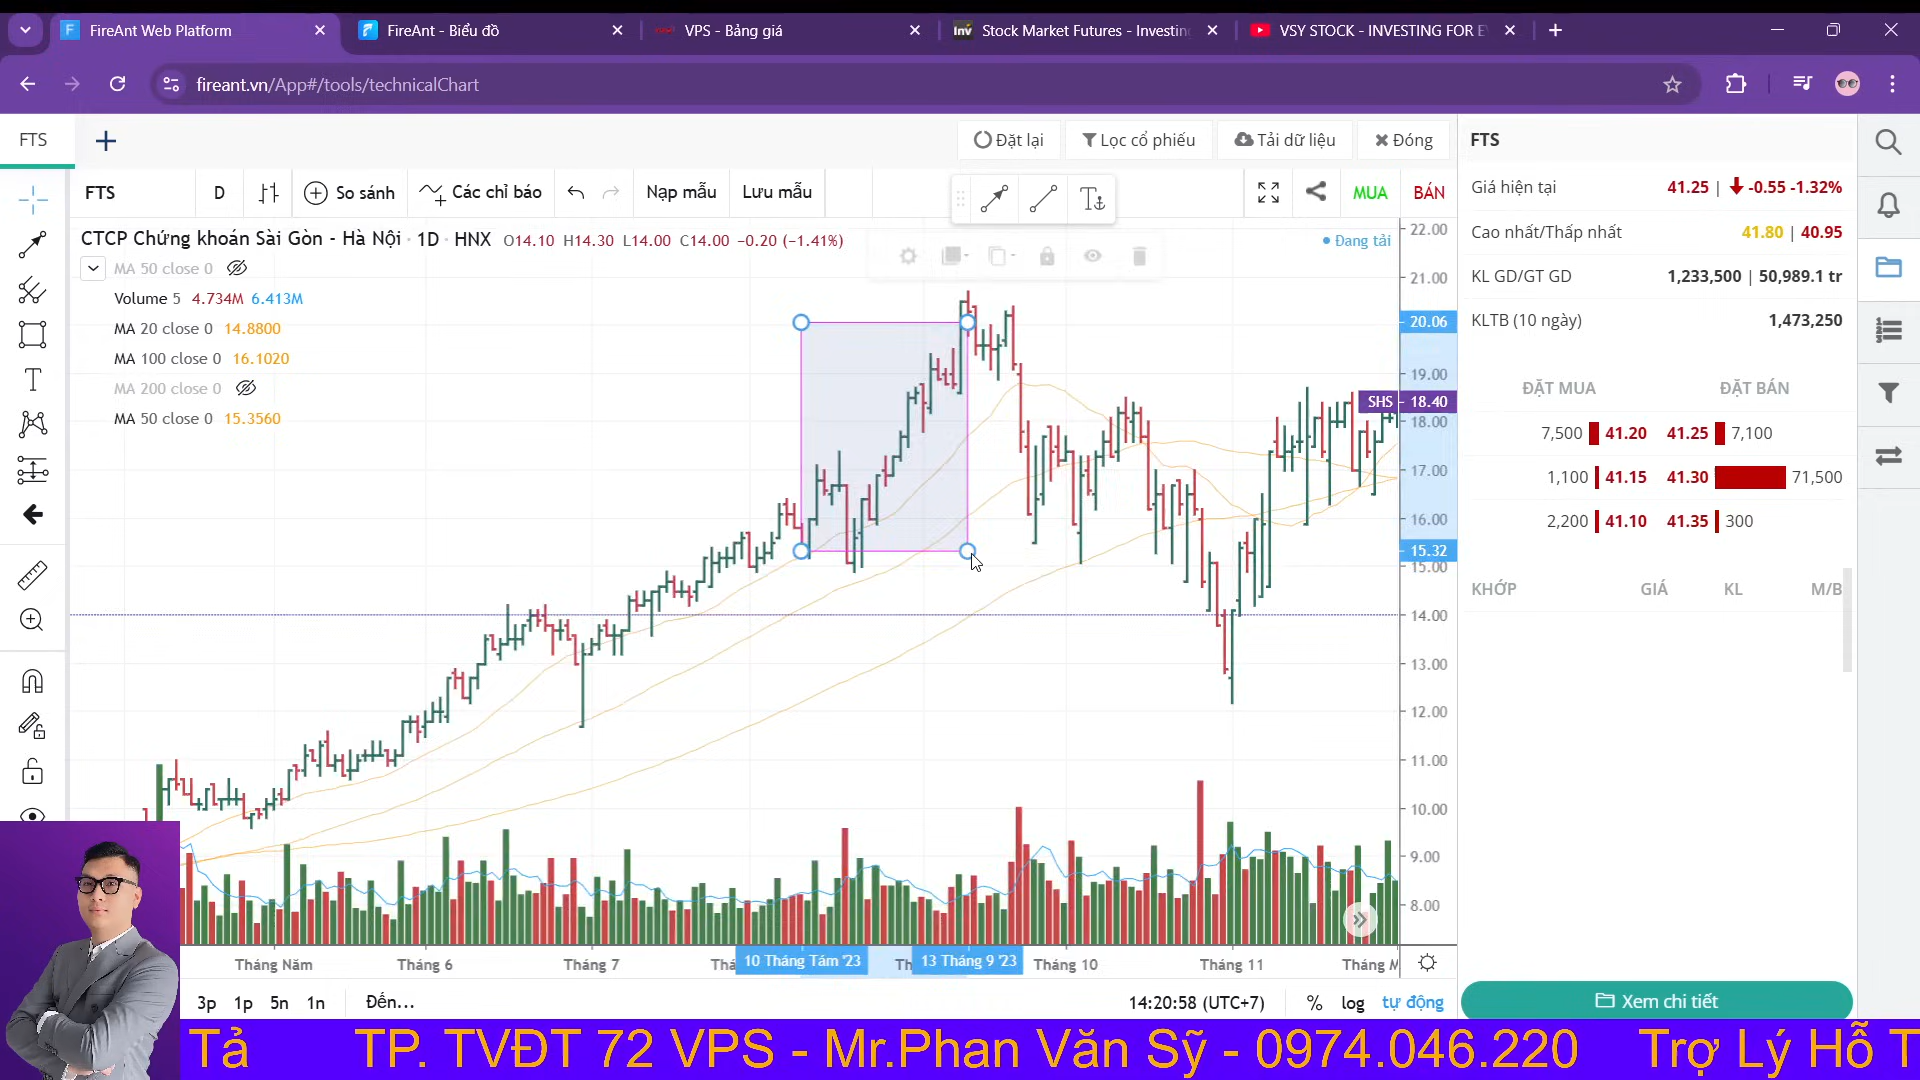 FireAnt Web Platform
FireAnt - Biểu đồ
VPS - Bảng giá
Stock Market Futures - Investing
VSY STOCK - INVESTING FOR E
fireant.vn/App#/tools/technicalChart
FTS
Đặt lại
Lọc cổ phiếu
Tải dữ liệu
Đóng
FTS
FTS
D
So sánh
Các chỉ báo
Nạp mẫu
Lưu mẫu
MUA
BÁN
CTCP Chứng khoán Sài Gòn - Hà Nội · 1D · HNX O14.10 H14.30 L14.00 C14.00 −0.20 (−1.41%)
Đang tải
MA 50 close 0
Volume 5 4.734M 6.413M
MA 20 close 0 14.8800
MA 100 close 0 16.1020
MA 200 close 0
MA 50 close 0 15.3560
22.00
21.00
20.06
19.00
SHS 18.40
18.00
17.00
16.00
15.32
15.00
14.00
13.00
12.00
11.00
10.00
9.00
8.00
Tháng Năm
Tháng 6
Tháng 7
10 Tháng Tám '23
13 Tháng 9 '23
Tháng 10
Tháng 11
Tháng M
3p 1p 5n 1n Đến...
14:20:58 (UTC+7) % log tự động
Giá hiện tại 41.25 | -0.55 -1.32%
Cao nhất/Thấp nhất 41.80 | 40.95
KL GD/GT GD 1,233,500 | 50,989.1 tr
KLTB (10 ngày) 1,473,250
ĐẶT MUA ĐẶT BÁN
7,500 41.20 41.25 7,100
1,100 41.15 41.30 71,500
2,200 41.10 41.35 300
KHỚP GIÁ KL M/B
Xem chi tiết
Tả TP. TVĐT 72 VPS - Mr.Phan Văn Sỹ - 0974.046.220 Trợ Lý Hỗ T